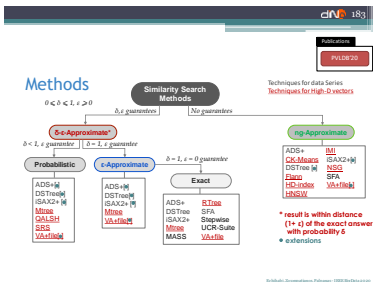 diNo 183
Publications
PVLDB'20
Methods
Similarity Search
Methods
Techniques for data Series
Techniques for High-D vectors
0 ⩽ δ ⩽ 1, ε ⩾ 0
δ,ε guarantees
No guarantees
δ-ε-Approximate*
ng-Approximate
δ < 1, ε guarantee
δ = 1, ε guarantee
δ = 1, ε = 0 guarantee
Probabilistic
ε-Approximate
Exact
ADS+[•]
DSTree[•]
iSAX2+ [•]
Mtree
QALSH
SRS
VA+file[•]
ADS+[•]
DSTree[•]
iSAX2+[•]
Mtree
VA+file[•]
ADS+ RTree
DSTree SFA
iSAX2+ Stepwise
Mtree UCR-Suite
MASS VA+file
ADS+ IMI
CK-Means iSAX2+[•]
DSTree [•] NSG
Flann SFA
HD-index VA+file[•]
HNSW
* result is within distance
(1+ ε) of the exact answer
with probability δ
• extensions